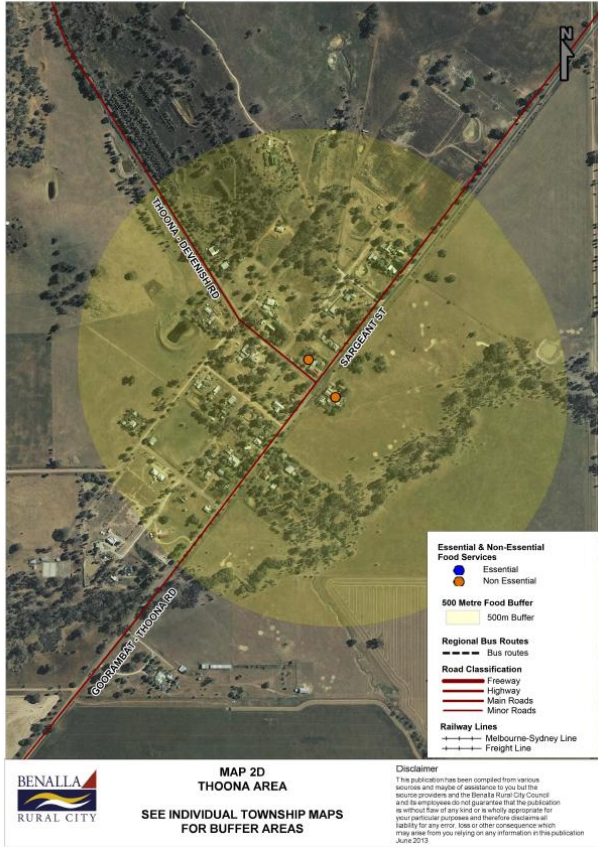 N
THOONA - DEVENISH RD
SARGEANT ST
GOORAMBAT - THOONA RD
Essential & Non-Essential
Food Services
Essential
Non Essential
500 Metre Food Buffer
500m Buffer
Regional Bus Routes
Bus routes
Road Classification
Freeway
Highway
Main Roads
Minor Roads
Railway Lines
Melbourne-Sydney Line
Freight Line
BENALLA
RURAL CITY
MAP 2D
THOONA AREA
SEE INDIVIDUAL TOWNSHIP MAPS
FOR BUFFER AREAS
Disclaimer
This publication has been compiled from various
sources and maybe of assistance to you but the
source providers and the Benalla Rural City Council
and its employees do not guarantee that the publication
is without flaw of any kind or is wholly appropriate for
your particular purposes and therefore disclaims all
liability for any error, loss or other consequence which
may arise from you relying on any information in this publication
June 2013